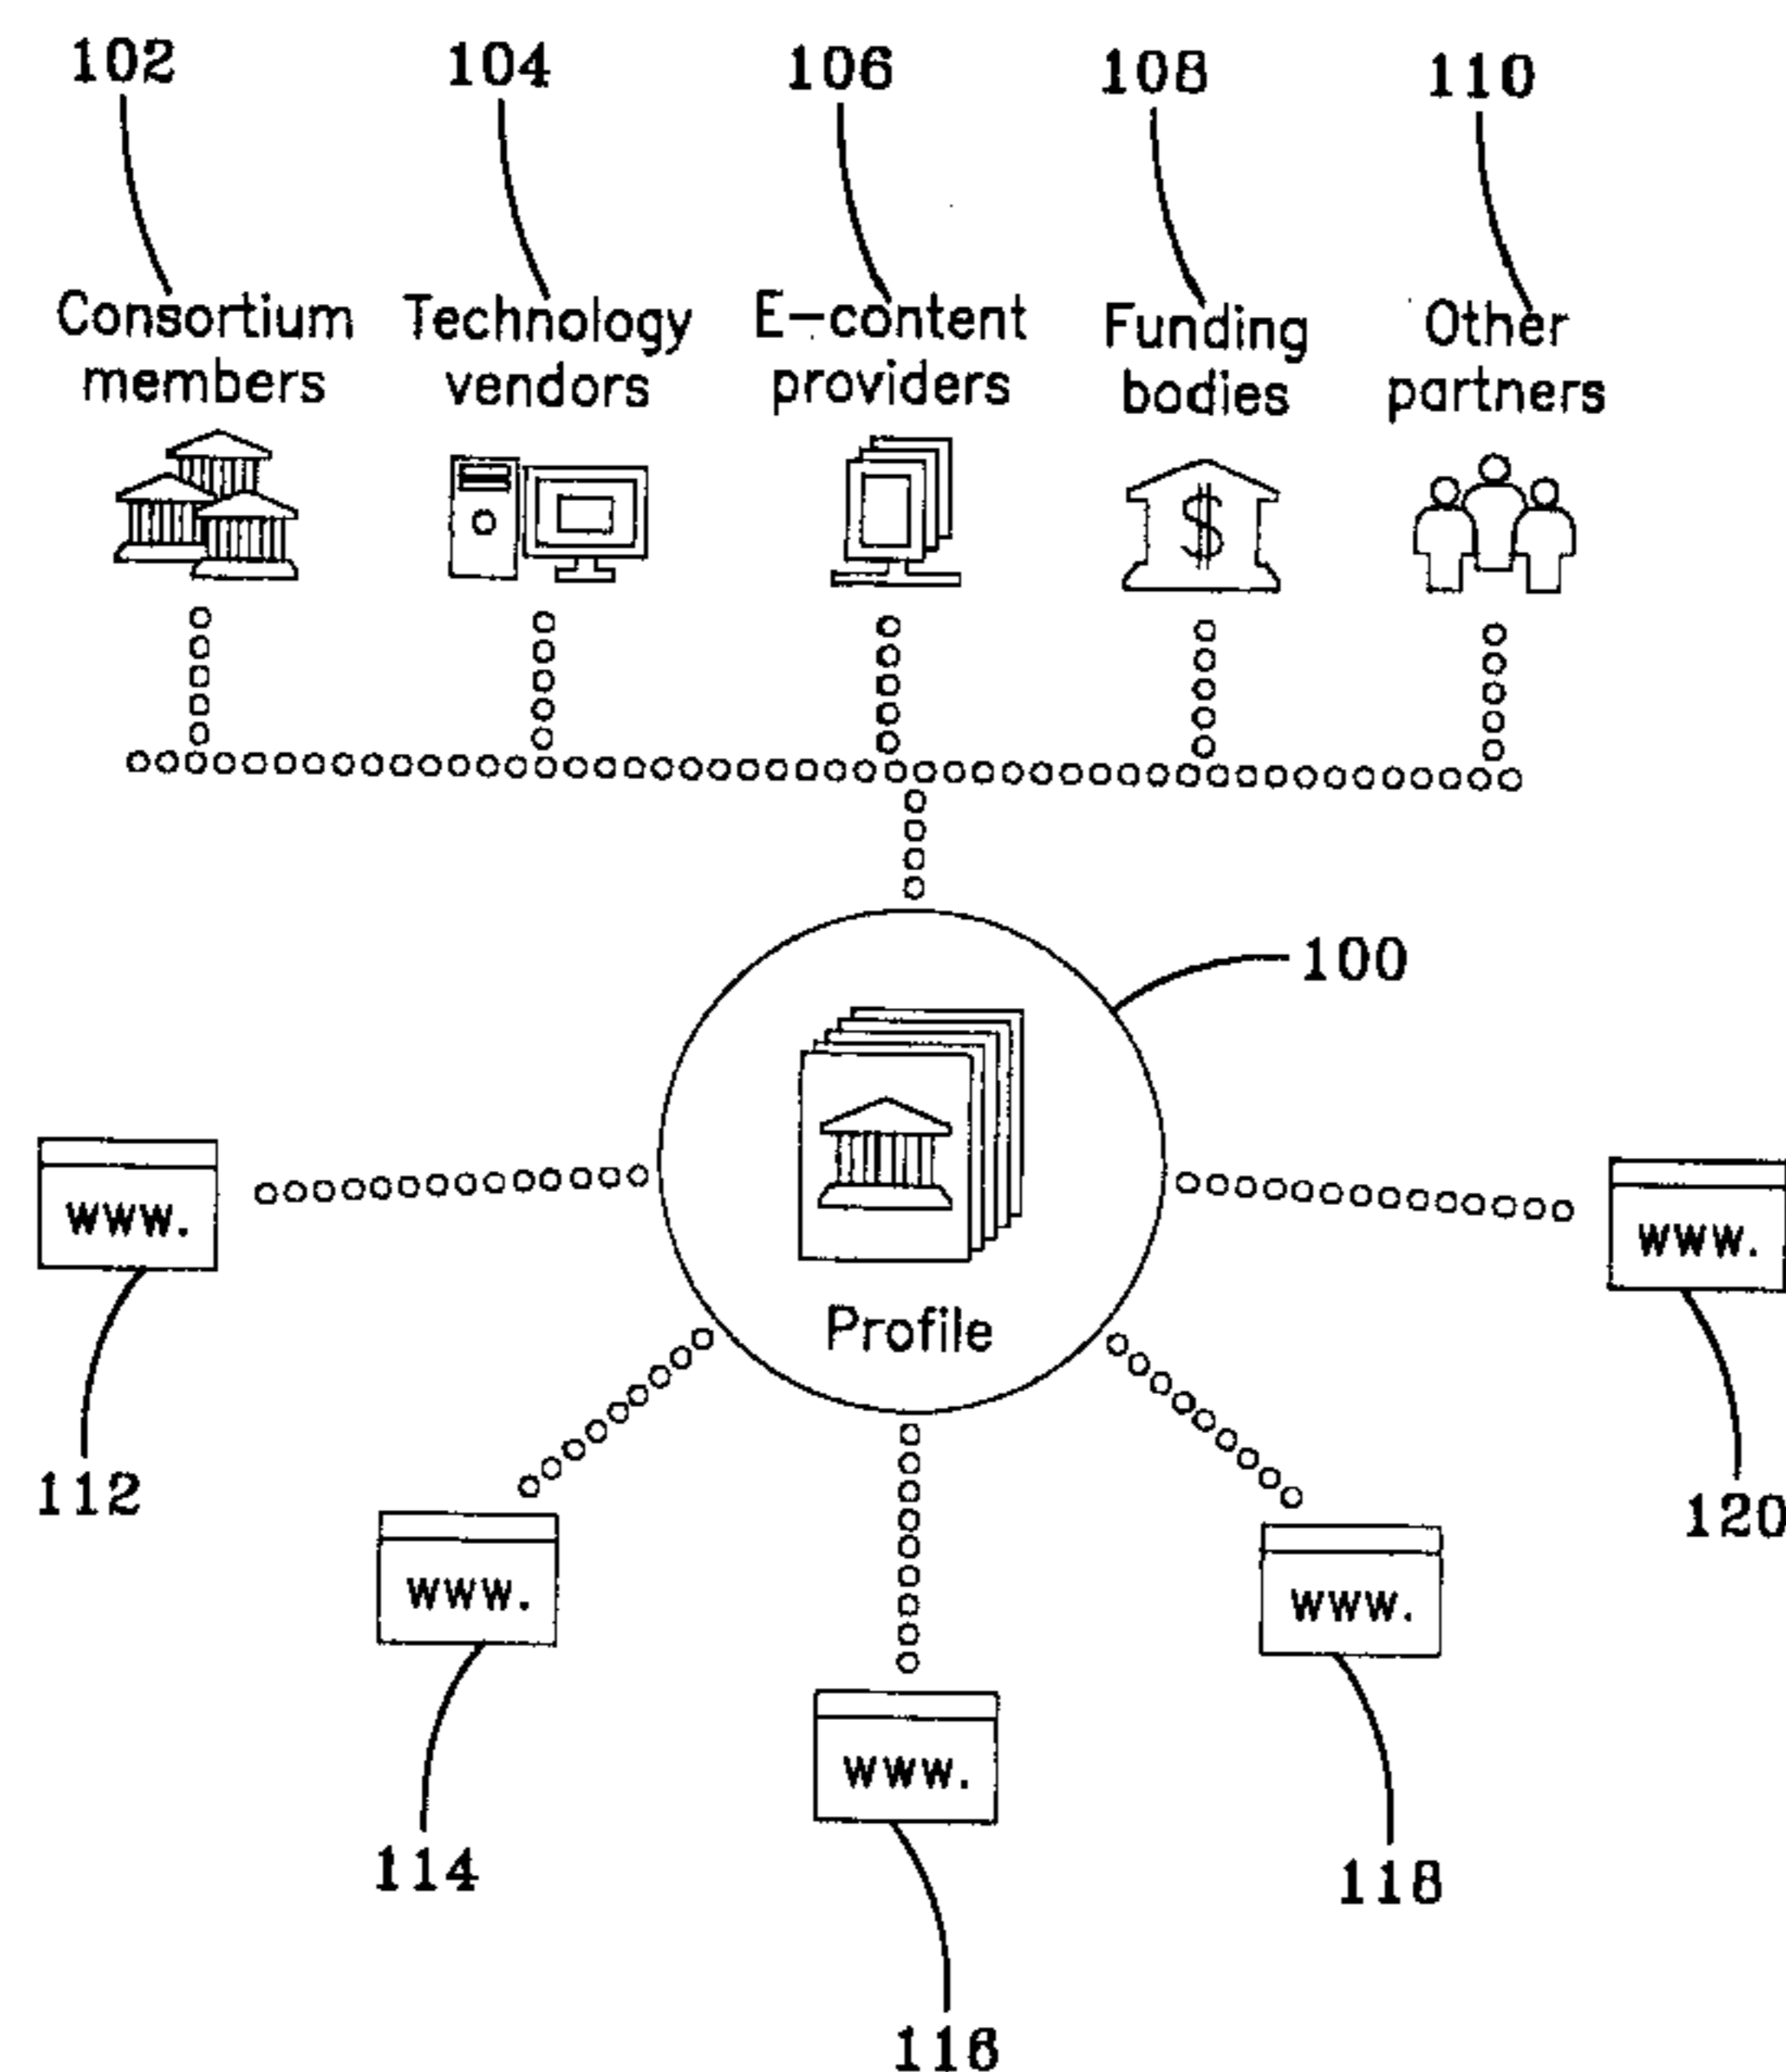 102 104 106 108 110
Consortium members
Technology vendors
E-content providers
Funding bodies
Other partners
$
100
Profile
www.
www.
112
120
www.
www.
www.
114
118
116